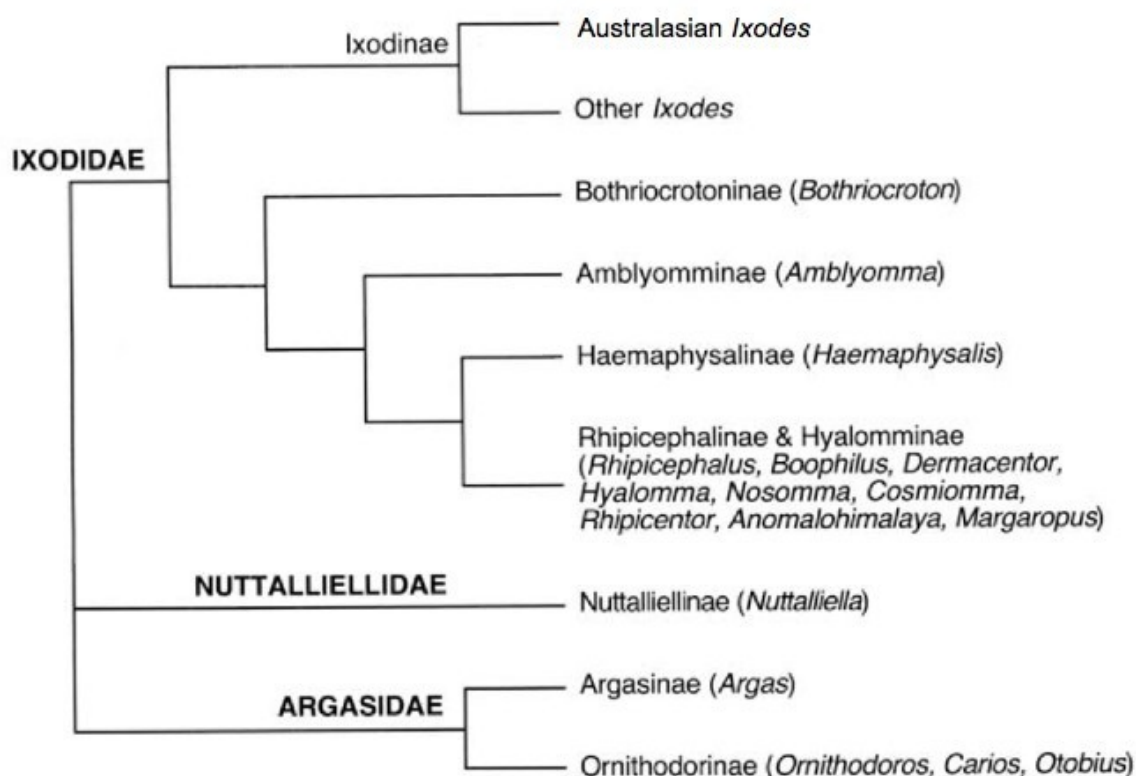 Ixodinae
Australasian Ixodes
Other Ixodes
IXODIDAE
Bothriocrotoninae (Bothriocroton)
Amblyomminae (Amblyomma)
Haemaphysalinae (Haemaphysalis)
Rhipicephalinae & Hyalomminae
(Rhipicephalus, Boophilus, Dermacentor,
Hyalomma, Nosomma, Cosmiomma,
Rhipicentor, Anomalohimalaya, Margaropus)
NUTTALLIELLIDAE
Nuttalliellinae (Nuttalliella)
ARGASIDAE
Argasinae (Argas)
Ornithodorinae (Ornithodoros, Carios, Otobius)